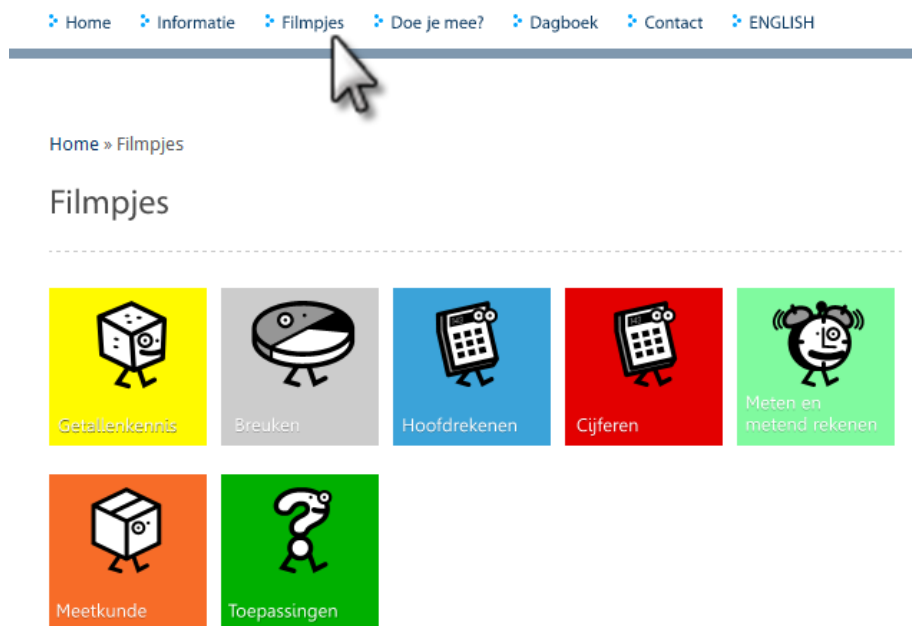 Home Informatie Filmpjes Doe je mee? Dagboek Contact ENGLISH
Home » Filmpjes
Filmpjes
Getallenkennis
Breuken
Hoofdrekenen
Cijferen
Meten en
metend rekenen
Meetkunde
Toepassingen